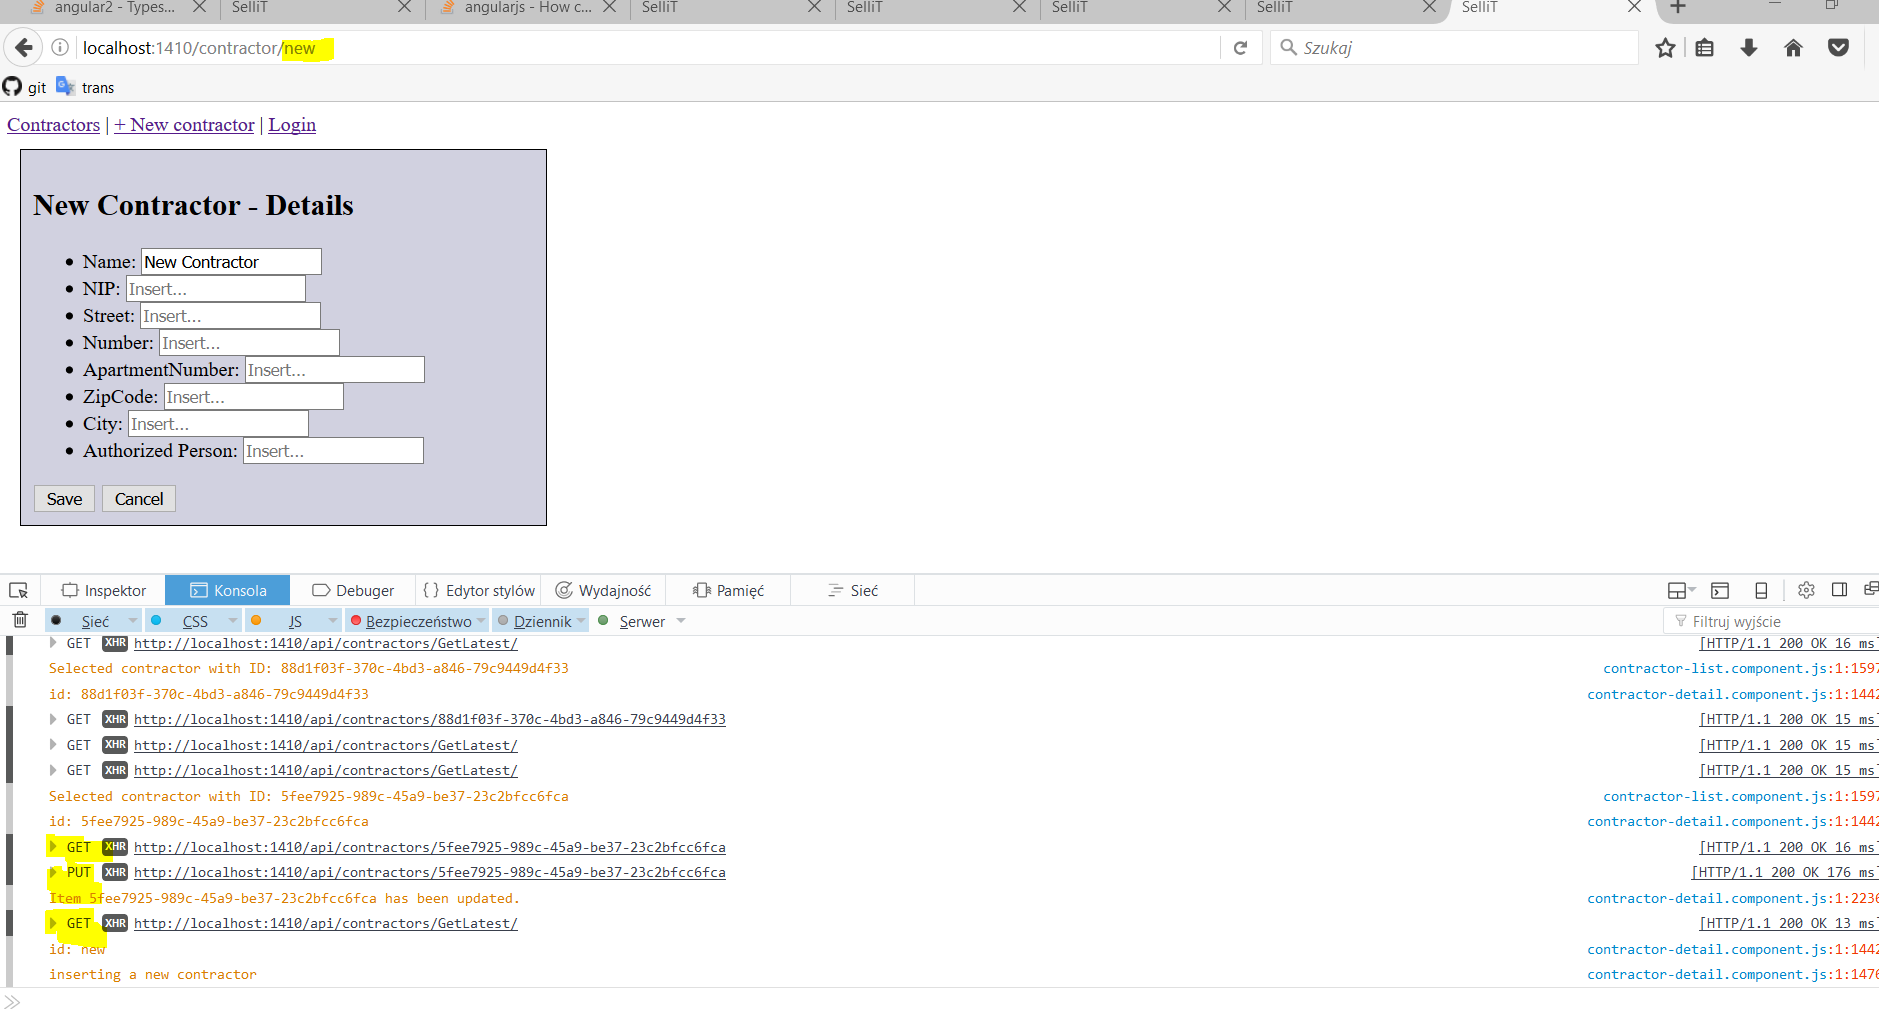 angular2 - Types... SelliT angularjs - How c... SelliT SelliT SelliT SelliT SelliT
localhost:1410/contractor/new Szukaj
git trans
Contractors | + New contractor | Login
New Contractor - Details
Name: New Contractor
NIP: Insert...
Street: Insert...
Number: Insert...
ApartmentNumber: Insert...
ZipCode: Insert...
City: Insert...
Authorized Person: Insert...
Save Cancel
Inspektor Konsola Debuger { } Edytor stylów Wydajność Pamięć Sieć
Sieć CSS JS Bezpieczeństwo Dziennik Serwer Filtruj wyjście
GET XHR http://localhost:1410/api/contractors/GetLatest/ [HTTP/1.1 200 OK 16 ms]
Selected contractor with ID: 88d1f03f-370c-4bd3-a846-79c9449d4f33 contractor-list.component.js:1:1597
id: 88d1f03f-370c-4bd3-a846-79c9449d4f33 contractor-detail.component.js:1:1442
GET XHR http://localhost:1410/api/contractors/88d1f03f-370c-4bd3-a846-79c9449d4f33 [HTTP/1.1 200 OK 15 ms]
GET XHR http://localhost:1410/api/contractors/GetLatest/ [HTTP/1.1 200 OK 15 ms]
GET XHR http://localhost:1410/api/contractors/GetLatest/ [HTTP/1.1 200 OK 15 ms]
Selected contractor with ID: 5fee7925-989c-45a9-be37-23c2bfcc6fca contractor-list.component.js:1:1597
id: 5fee7925-989c-45a9-be37-23c2bfcc6fca contractor-detail.component.js:1:1442
GET XHR http://localhost:1410/api/contractors/5fee7925-989c-45a9-be37-23c2bfcc6fca [HTTP/1.1 200 OK 16 ms]
PUT XHR http://localhost:1410/api/contractors/5fee7925-989c-45a9-be37-23c2bfcc6fca [HTTP/1.1 200 OK 176 ms]
Item 5fee7925-989c-45a9-be37-23c2bfcc6fca has been updated. contractor-detail.component.js:1:2236
GET XHR http://localhost:1410/api/contractors/GetLatest/ [HTTP/1.1 200 OK 13 ms]
id: new contractor-detail.component.js:1:1442
inserting a new contractor contractor-detail.component.js:1:1476